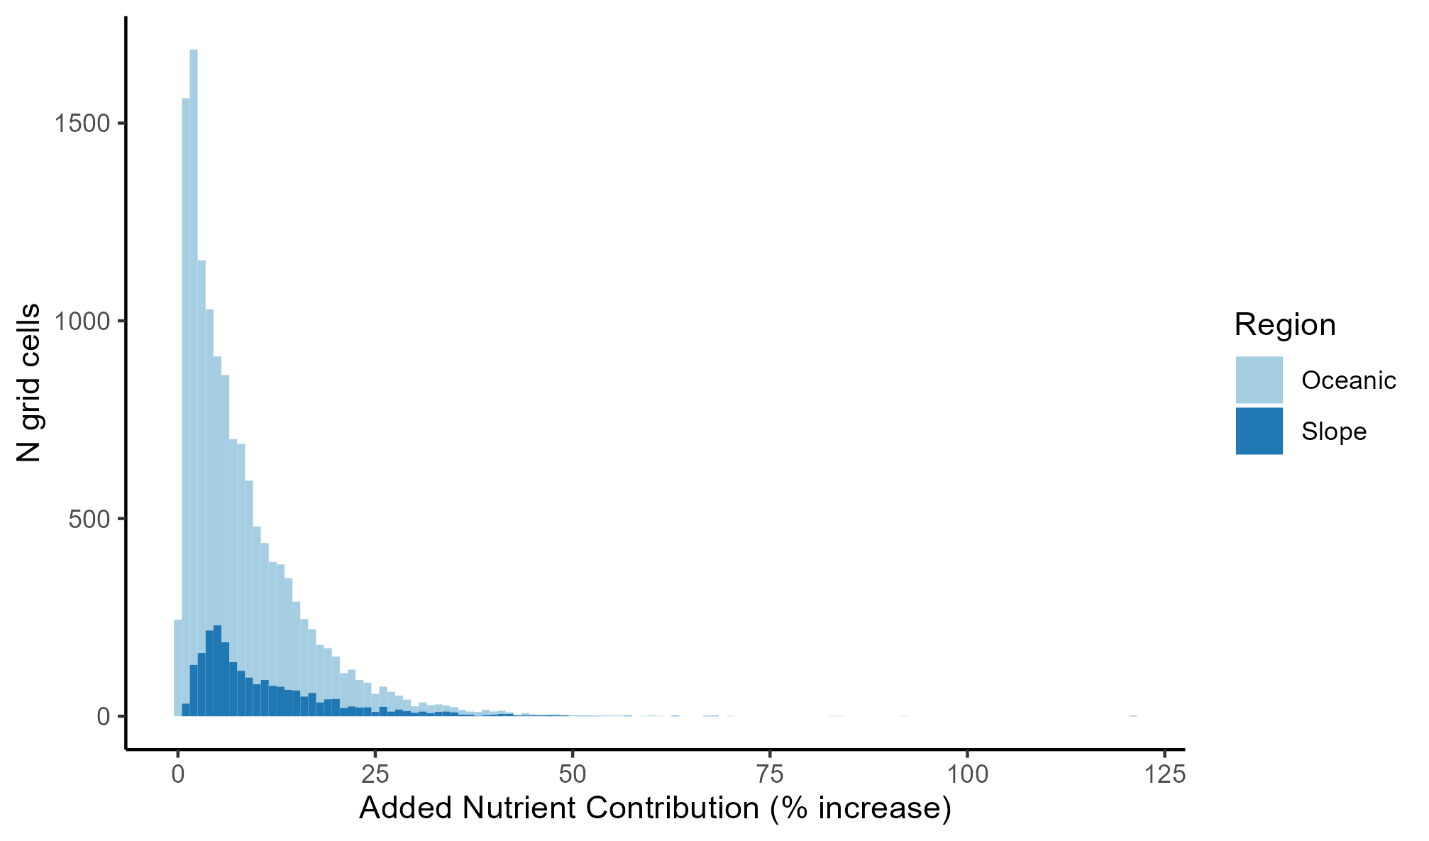 1500
1000
500
0
N grid cells
0 25 50 75 100 125
Added Nutrient Contribution (% increase)
Region
Oceanic
Slope